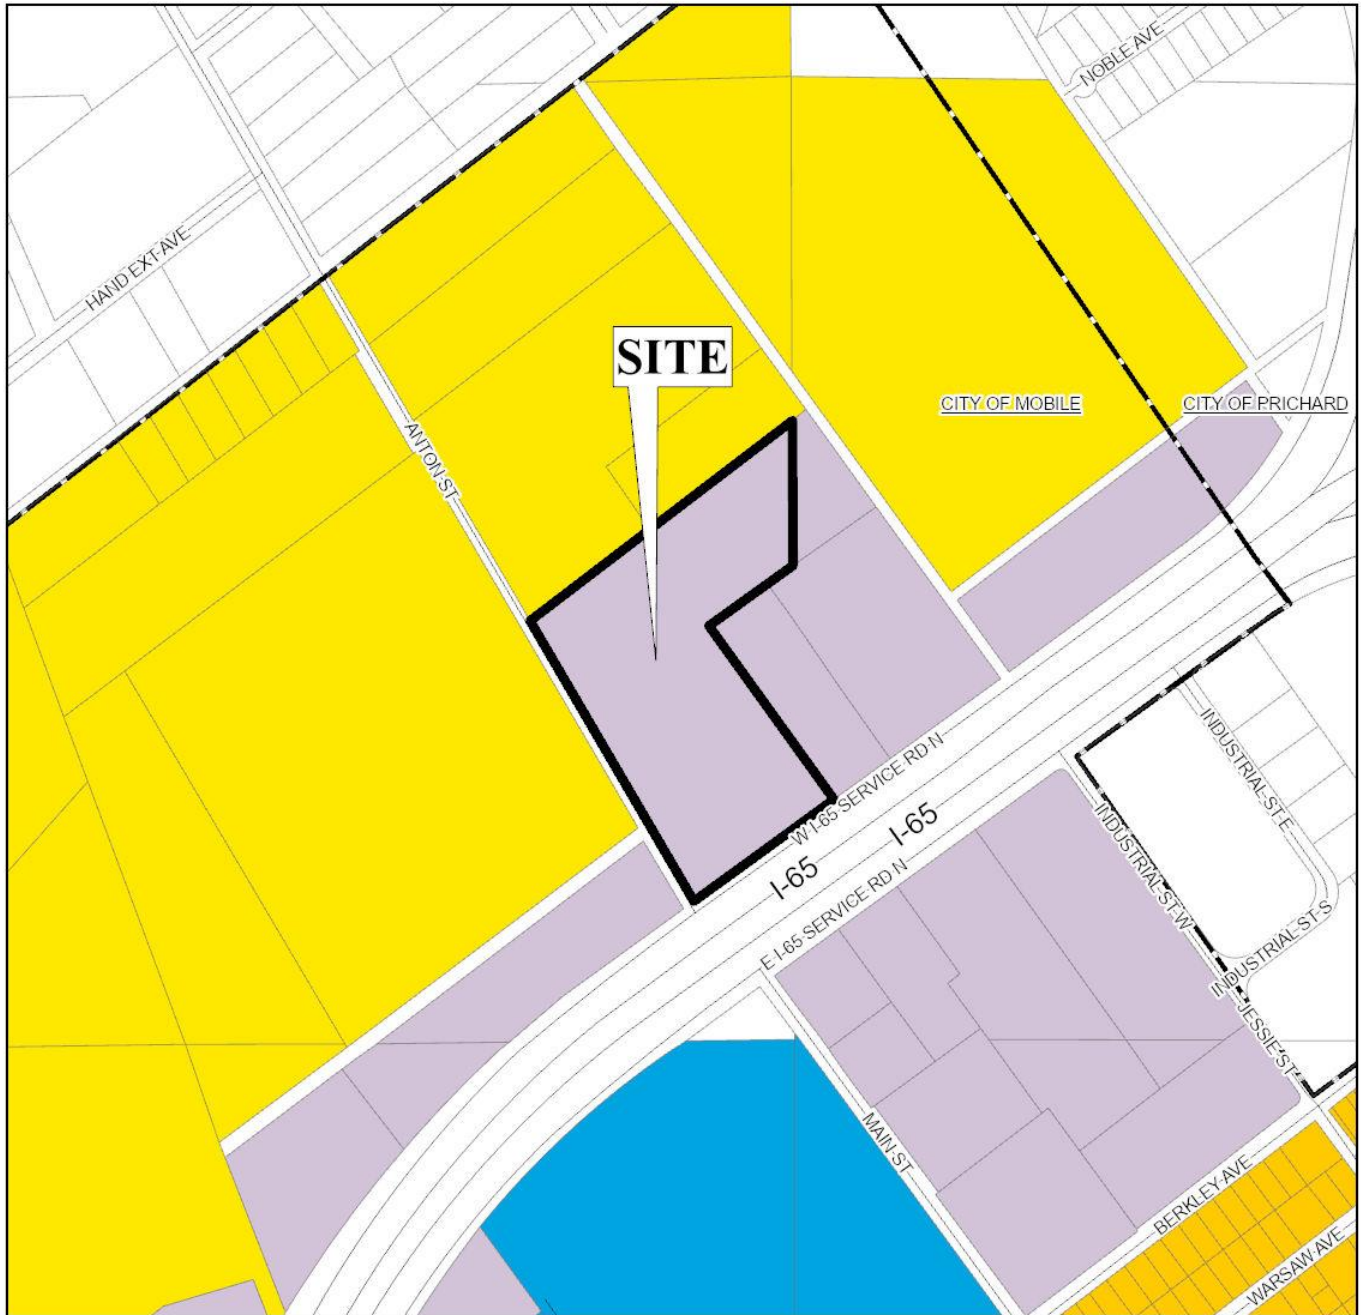 NOBLE AVE
HAND EXT AVE
SITE
CITY OF MOBILE
CITY OF PRICHARD
ANTON ST
W I-65 SERVICE RD N
I-65
I-65
E I-65 SERVICE RD N
INDUSTRIAL ST E
INDUSTRIAL ST W
INDUSTRIAL ST S
JESSIE ST
MAIN ST
BERKLEY AVE
WARSAW AVE